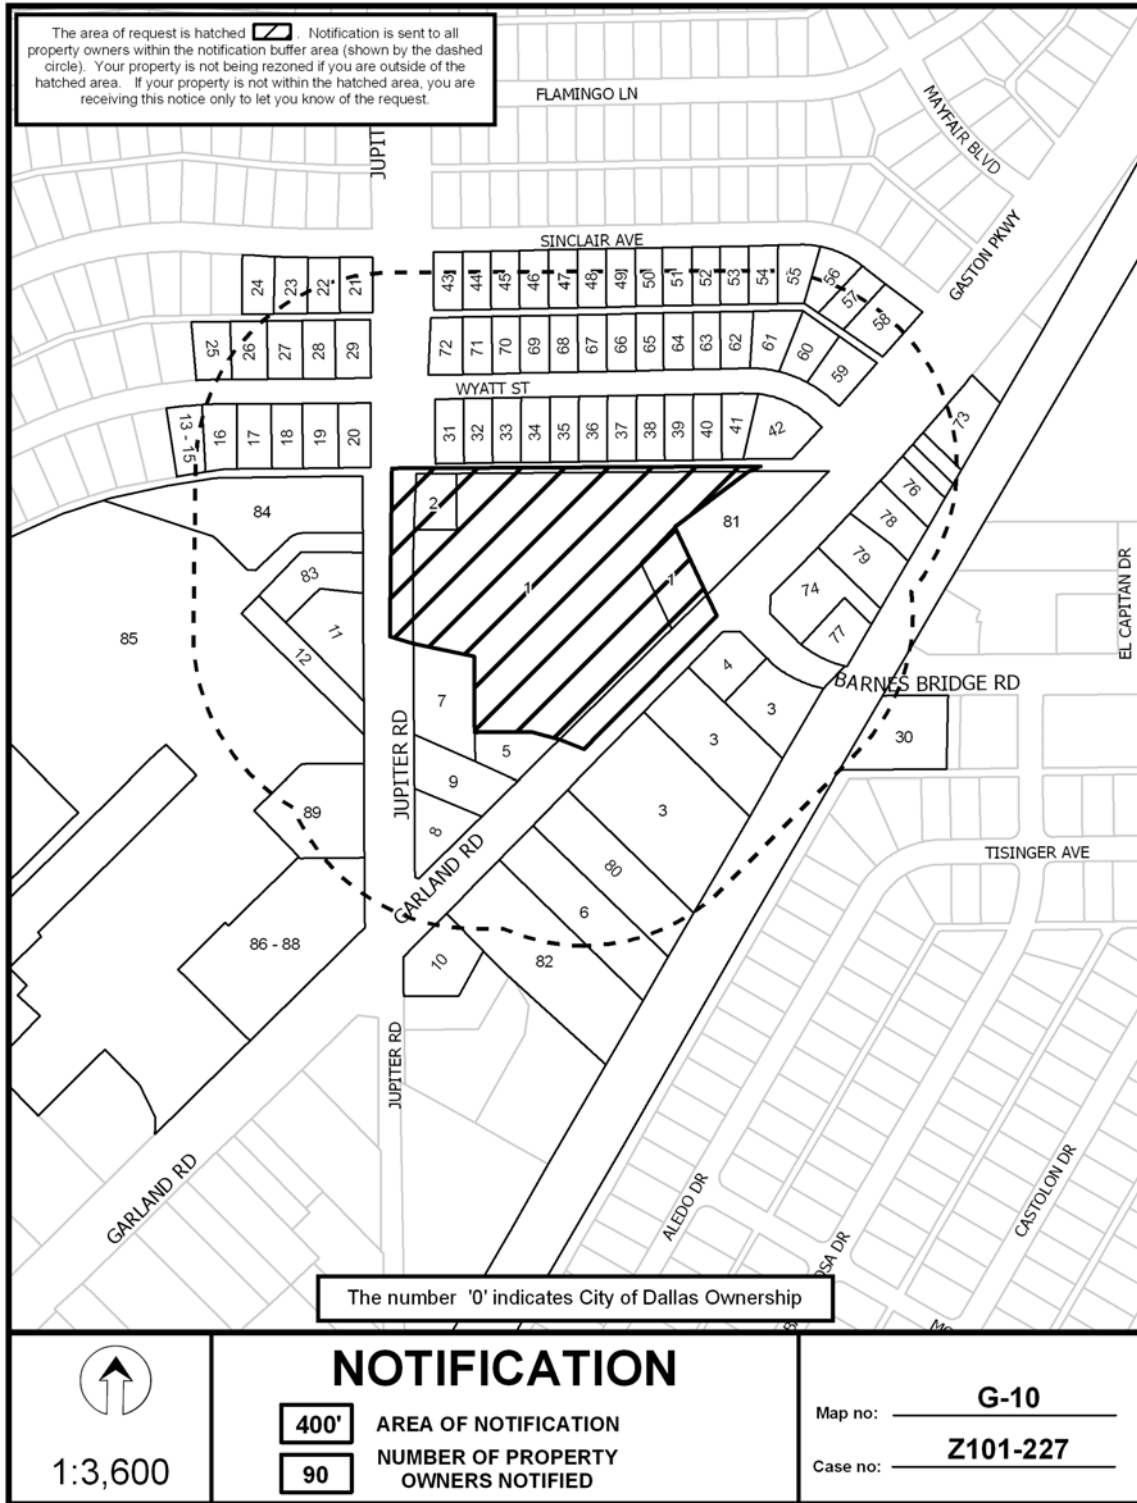 The area of request is hatched . Notification is sent to all
property owners within the notification buffer area (shown by the dashed
circle). Your property is not being rezoned if you are outside of the
hatched area. If your property is not within the hatched area, you are
receiving this notice only to let you know of the request.
FLAMINGO LN
MAYFAIR BLVD
JUPIT
GASTON PKWY
SINCLAIR AVE
24
23
22
21
43
44
45
46
47
48
49
50
51
52
53
54
55
56
57
58
25
26
27
28
29
72
71
70
69
68
67
66
65
64
63
62
61
60
59
WYATT ST
13 - 15
16
17
18
19
20
31
32
33
34
35
36
37
38
39
40
41
42
73
76
78
79
74
77
84
2
81
1
1
83
11
12
85
7
4
3
3
3
BARNES BRIDGE RD
EL CAPITAN DR
30
JUPITER RD
5
9
8
89
GARLAND RD
80
6
82
10
86 - 88
TISINGER AVE
JUPITER RD
GARLAND RD
ALEDO DR
OSA DR
CASTOLON DR
The number '0' indicates City of Dallas Ownership
1:3,600
NOTIFICATION
400' AREA OF NOTIFICATION
90 NUMBER OF PROPERTY
OWNERS NOTIFIED
Map no: G-10
Case no: Z101-227